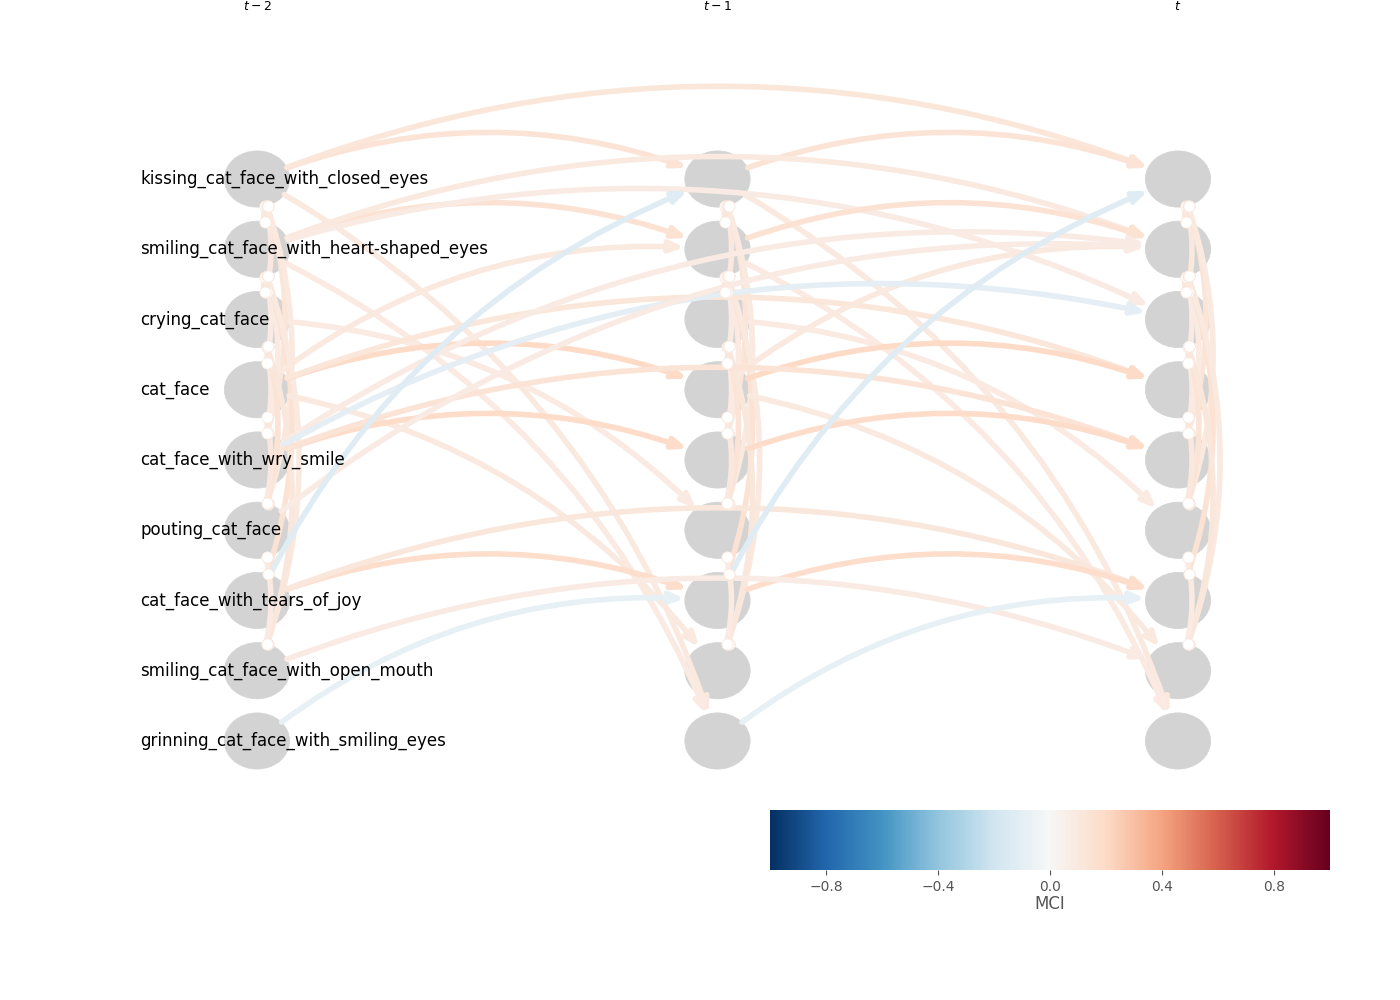 t − 2 t − 1 t
kissing_cat_face_with_closed_eyes
smiling_cat_face_with_heart-shaped_eyes
crying_cat_face
cat_face
cat_face_with_wry_smile
pouting_cat_face
cat_face_with_tears_of_joy
smiling_cat_face_with_open_mouth
grinning_cat_face_with_smiling_eyes
−0.8 −0.4 0.0 0.4 0.8
MCI